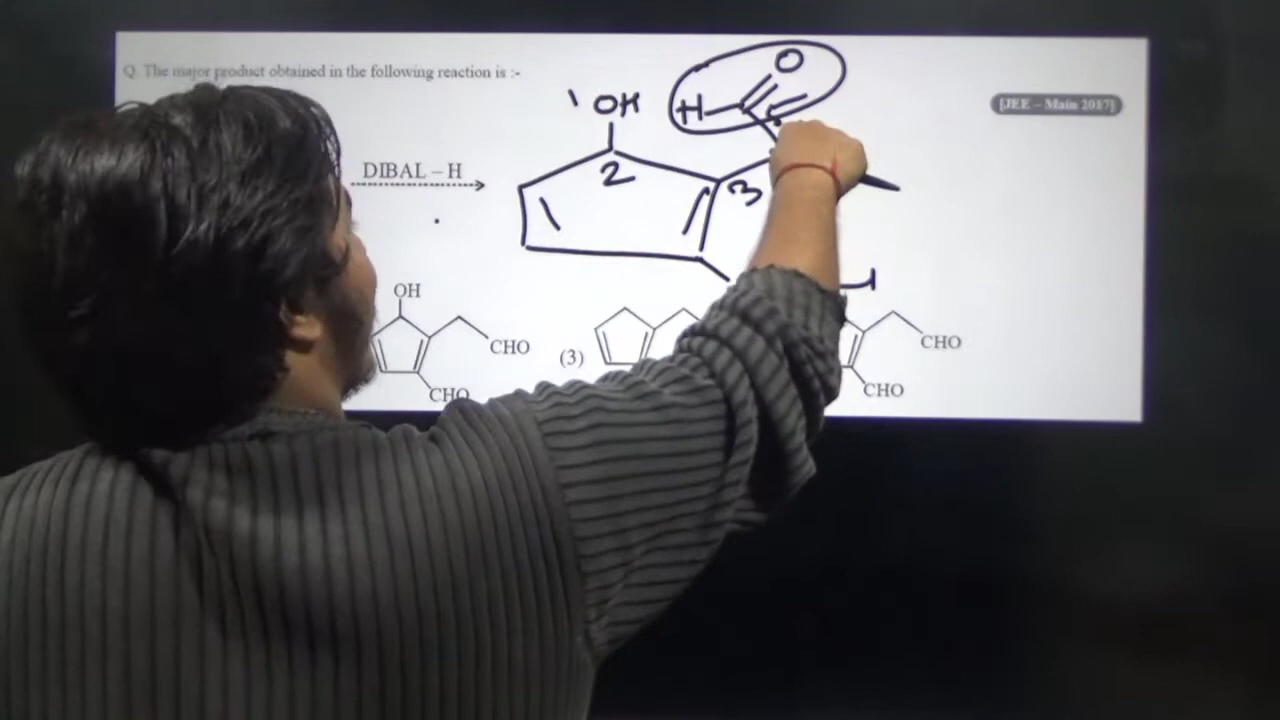 Q. The major product obtained in the following reaction is :-
[JEE – Main 2017]
O
OH
H
DIBAL – H
2
3
OH
CHO
CHO
(3)
CHO
CHO